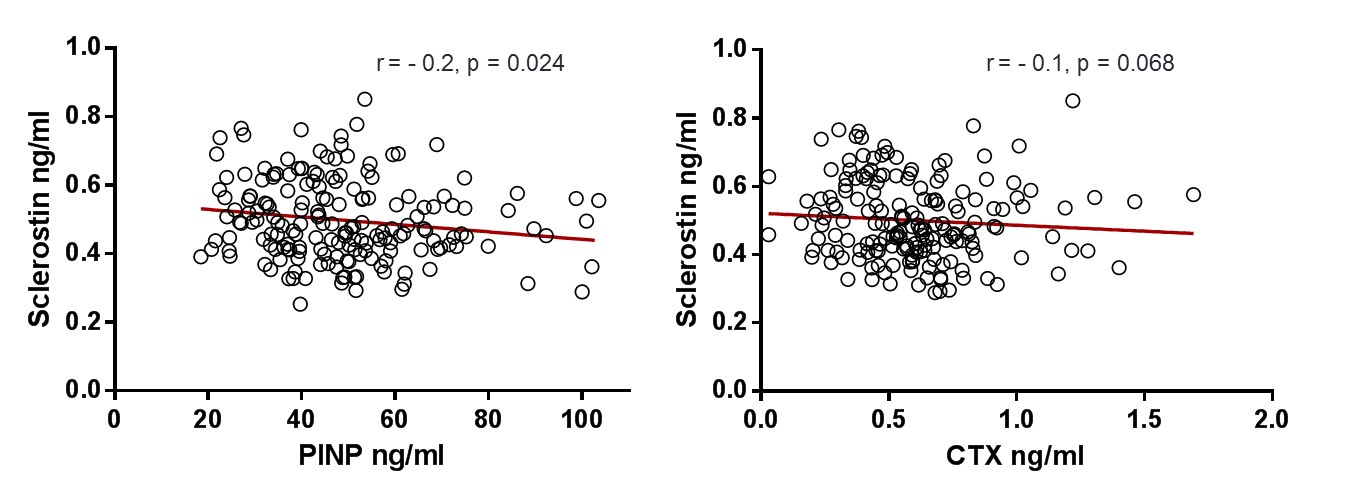 r = - 0.2, p = 0.024
Sclerostin ng/ml
1.0
0.8
0.6
0.4
0.2
0.0
0 20 40 60 80 100
PINP ng/ml
r = - 0.1, p = 0.068
Sclerostin ng/ml
1.0
0.8
0.6
0.4
0.2
0.0
0.0 0.5 1.0 1.5 2.0
CTX ng/ml